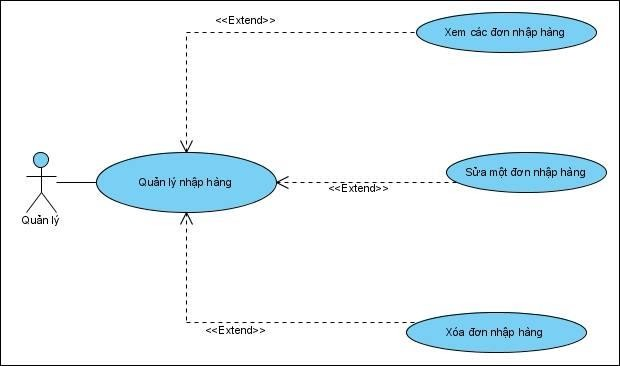 <<Extend>>
Xem các đơn nhập hàng
Quản lý nhập hàng
Sửa một đơn nhập hàng
<<Extend>>
Quản lý
<<Extend>>
Xóa đơn nhập hàng